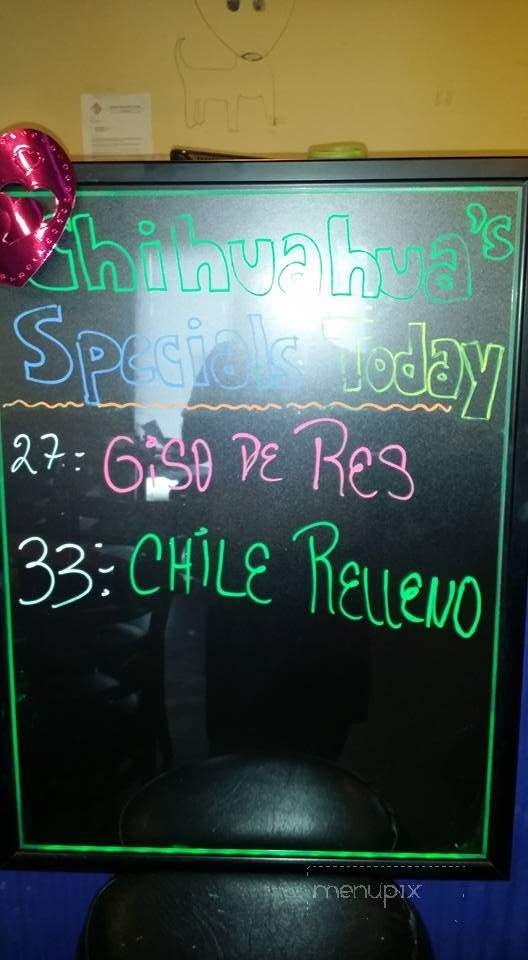 Chihuahua's
Specials Today
27: GiSO DE RES
33: CHiLE RELLENO
menupix